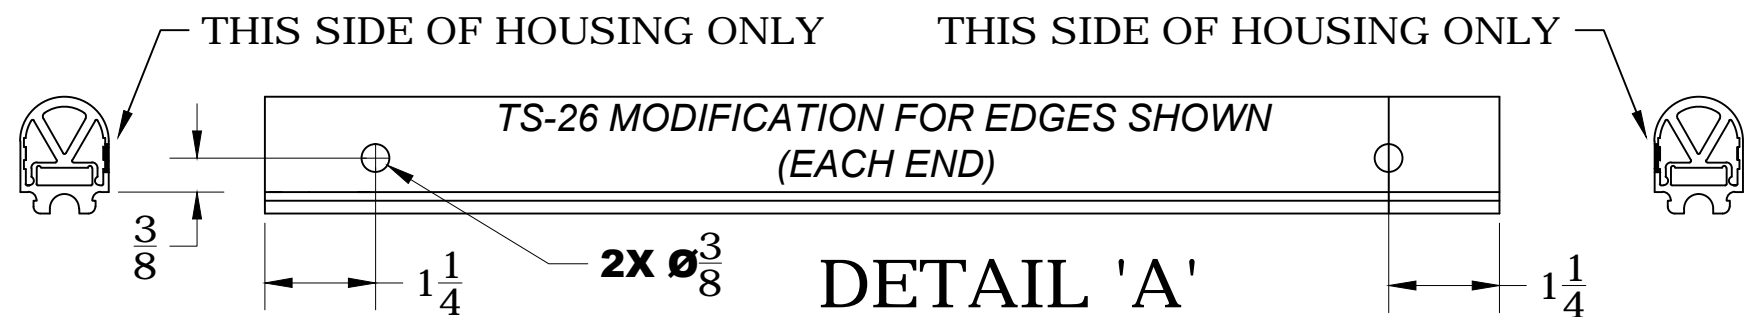 THIS SIDE OF HOUSING ONLY
THIS SIDE OF HOUSING ONLY
TS-26 MODIFICATION FOR EDGES SHOWN
(EACH END)
3/8
1 1/4
2X Ø3/8
DETAIL 'A'
1 1/4